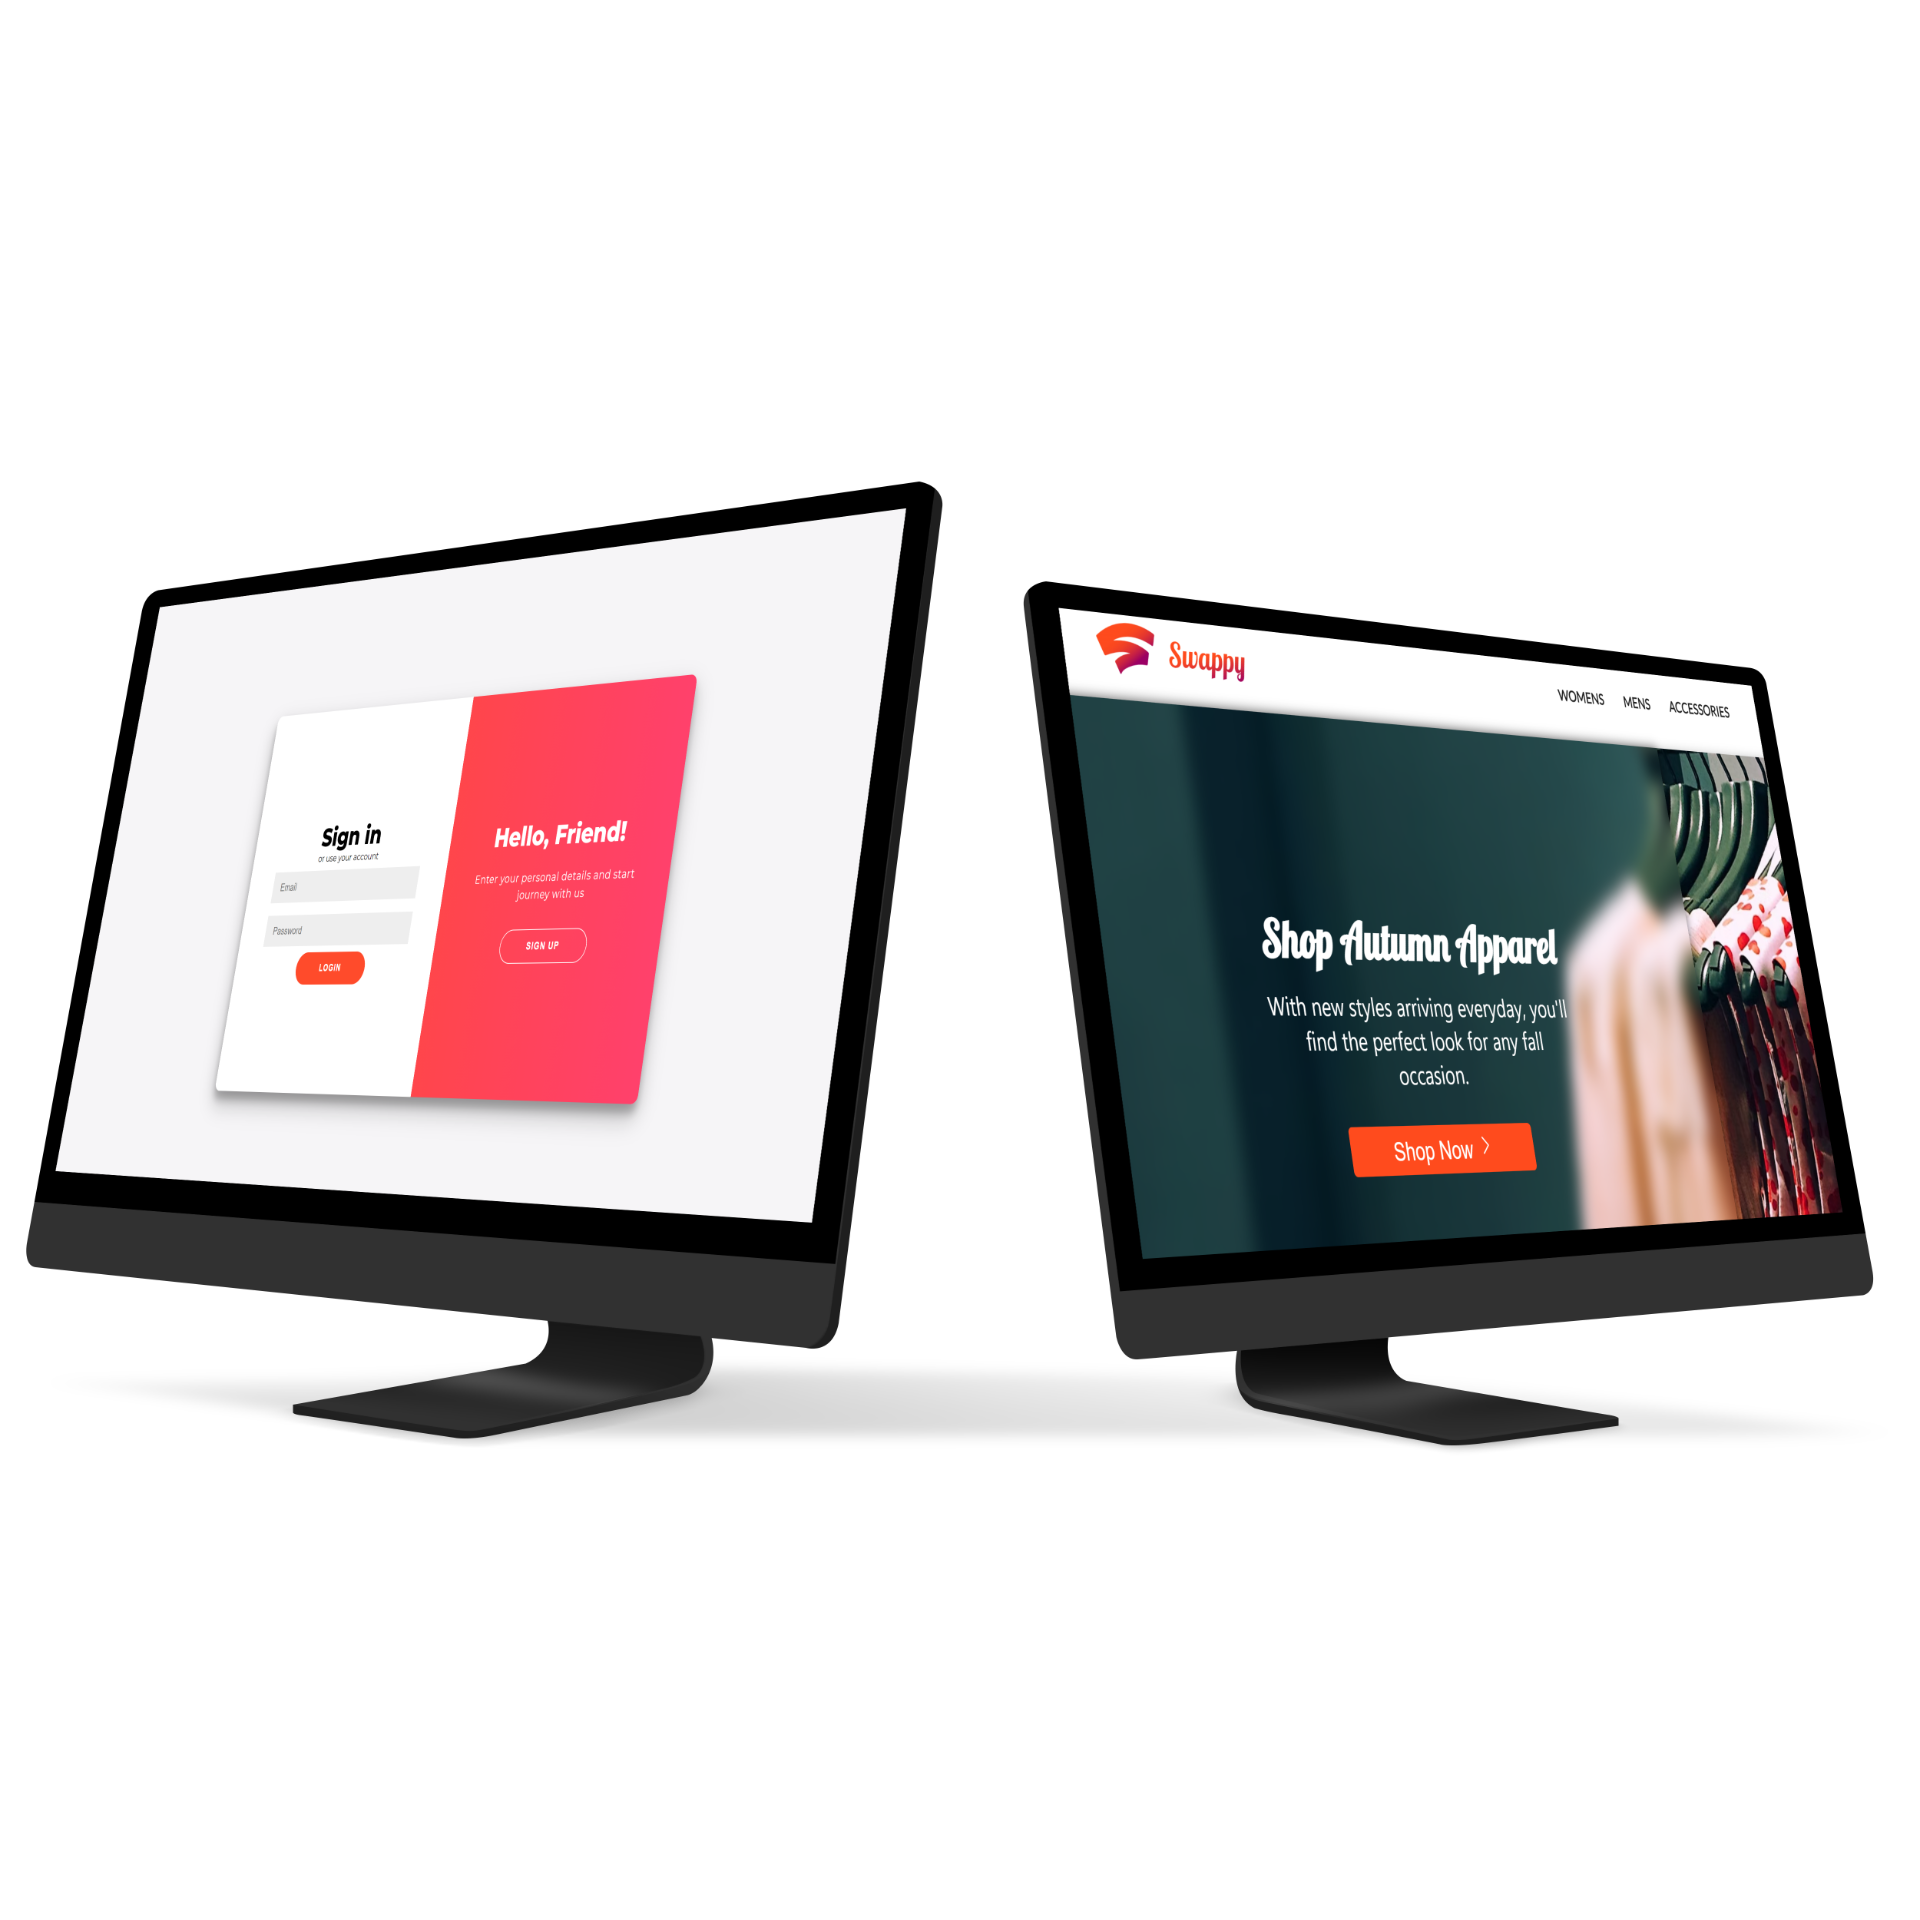 Sign in
or use your account
Email
Password
LOGIN
Hello, Friend!
Enter your personal details and start
journey with us
SIGN UP
Swappy
WOMENS MENS ACCESSORIES
Shop Autumn Apparel
With new styles arriving everyday, you'll
find the perfect look for any fall
occasion.
Shop Now >